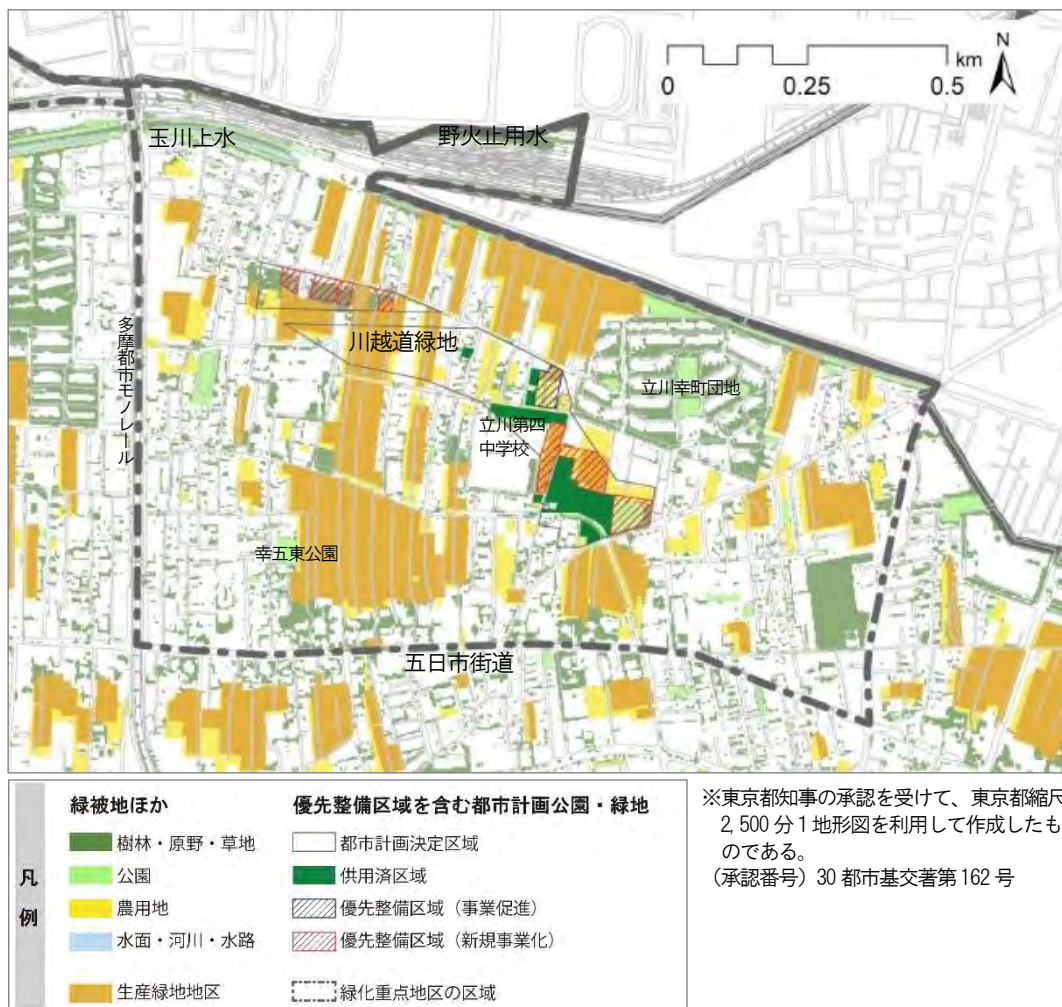 N
km
0 0.25 0.5
玉川上水
野火止用水
多摩都市モノレール
川越道緑地
立川幸町団地
立川第四
中学校
幸五東公園
五日市街道
凡例
緑被地ほか
樹林・原野・草地
公園
農用地
水面・河川・水路
生産緑地地区
優先整備区域を含む都市計画公園・緑地
都市計画決定区域
供用済区域
優先整備区域（事業促進）
優先整備区域（新規事業化）
緑化重点地区の区域
※東京都知事の承認を受けて、東京都縮尺
2,500分1地形図を利用して作成したも
のである。
（承認番号）30都市基交著第162号